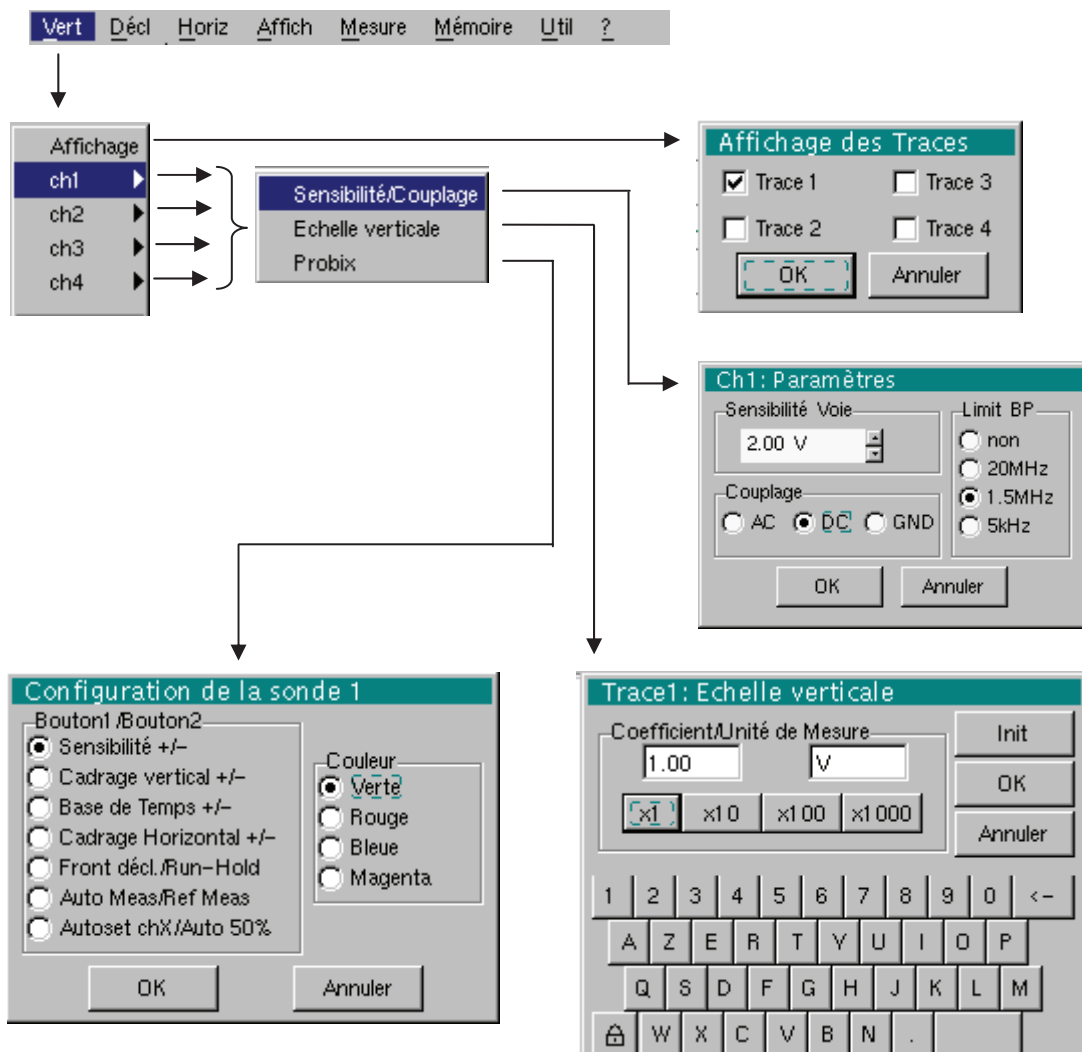 Vert Décl Horiz Affich Mesure Mémoire Util ?
Affichage
ch1
ch2
ch3
ch4
Sensibilité/Couplage
Echelle verticale
Probix
Affichage des Traces
Trace 1 Trace 3
Trace 2 Trace 4
OK Annuler
Ch1: Paramètres
Sensibilité Voie
2.00 V
Couplage
AC DC GND
Limit BP
non
20MHz
1.5MHz
5kHz
OK Annuler
Configuration de la sonde 1
Bouton1 /Bouton2
Sensibilité +/-
Cadrage vertical +/-
Base de Temps +/-
Cadrage Horizontal +/-
Front décl./Run-Hold
Auto Meas/Ref Meas
Autoset chX/Auto 50%
Couleur
Verte
Rouge
Bleue
Magenta
OK Annuler
Trace1: Echelle verticale
Coefficient/Unité de Mesure
1.00 V
x1 x10 x100 x1000
Init
OK
Annuler
1 2 3 4 5 6 7 8 9 0 <-
A Z E R T Y U I O P
Q S D F G H J K L M
W X C V B N .